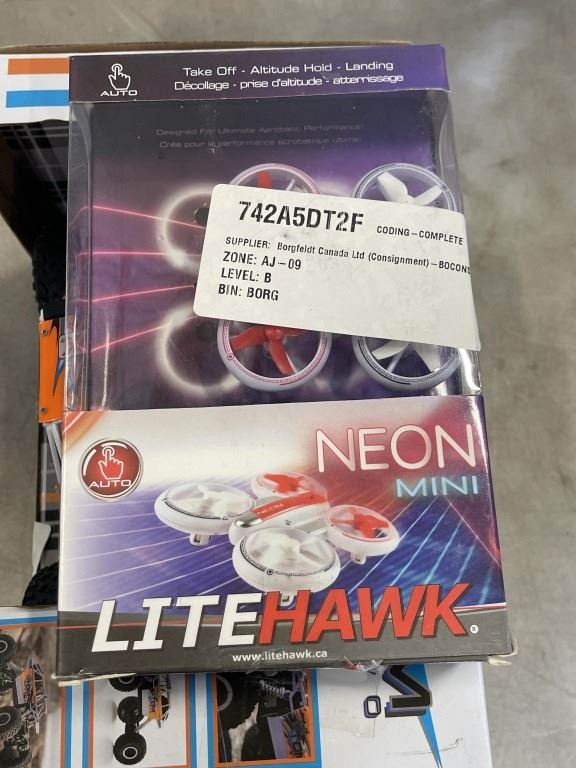 AUTO
Take Off - Altitude Hold - Landing
Décollage - prise d'altitude - atterrissage
Designed For Ultimate Aerobatic Performance!
Crée pour la performance acrobatique ultime!
742A5DT2F CODING-COMPLETE
SUPPLIER: Borgfeldt Canada Ltd (Consignment)-BOCONS
ZONE: AJ-09
LEVEL: B
BIN: BORG
NEON
MINI
AUTO
NEON
LITEHAWK®
www.litehawk.ca